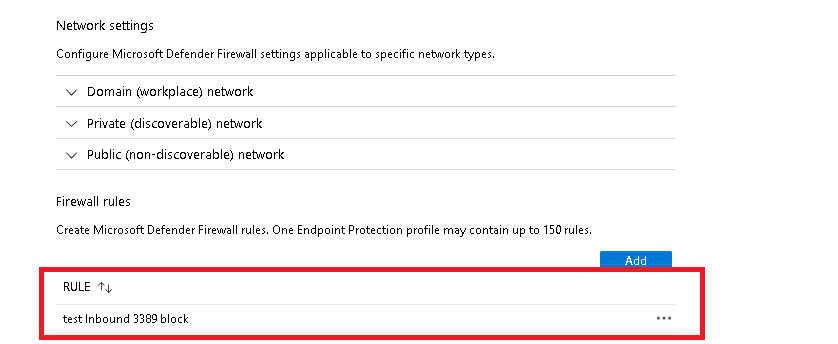 Network settings
Configure Microsoft Defender Firewall settings applicable to specific network types.
Domain (workplace) network
Private (discoverable) network
Public (non-discoverable) network
Firewall rules
Create Microsoft Defender Firewall rules. One Endpoint Protection profile may contain up to 150 rules.
Add
RULE ↑↓
test Inbound 3389 block